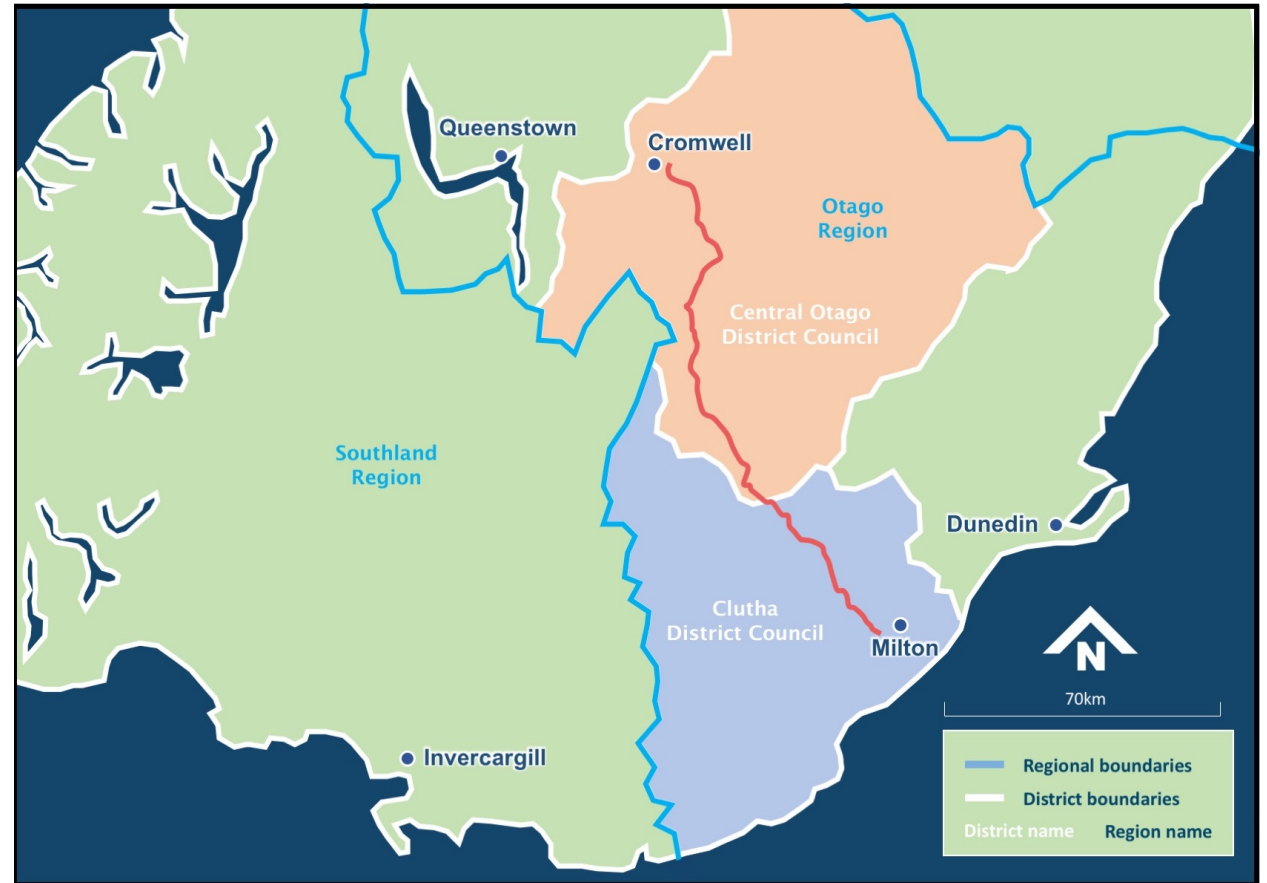 Queenstown
Cromwell
Otago
Region
Central Otago
District Council
Southland
Region
Dunedin
Clutha
District Council
Milton
N
70km
Invercargill
Regional boundaries
District boundaries
District name Region name